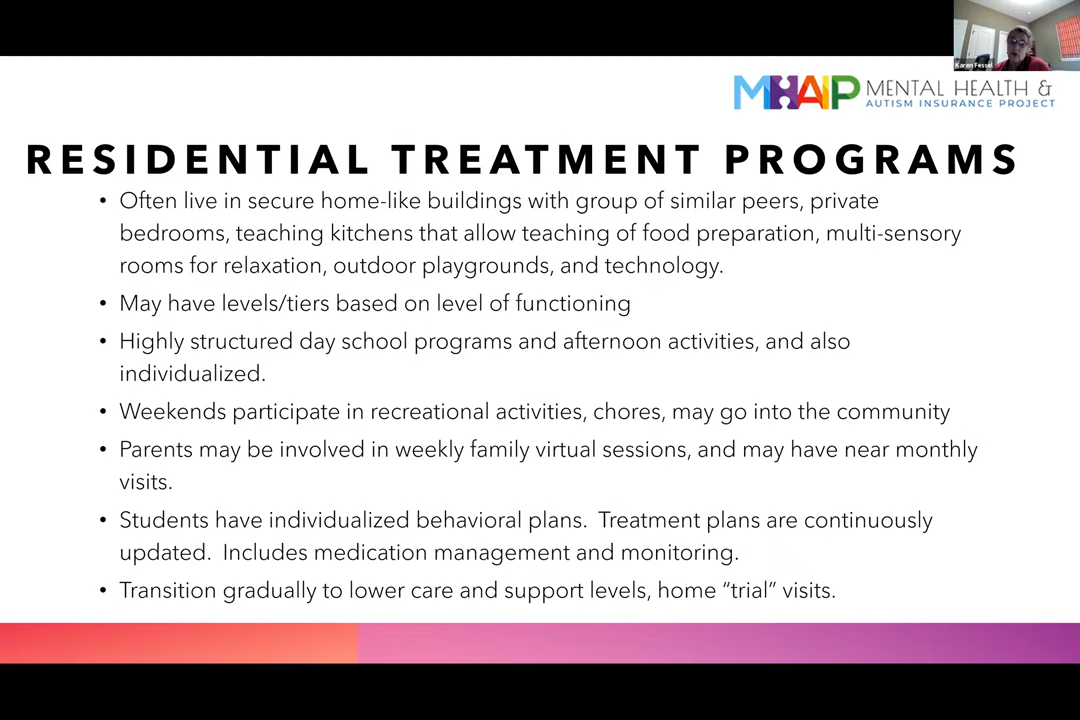 Karen Fessel
MHAIP MENTAL HEALTH &
AUTISM INSURANCE PROJECT
RESIDENTIAL TREATMENT PROGRAMS
• Often live in secure home-like buildings with group of similar peers, private
bedrooms, teaching kitchens that allow teaching of food preparation, multi-sensory
rooms for relaxation, outdoor playgrounds, and technology.
• May have levels/tiers based on level of functioning
• Highly structured day school programs and afternoon activities, and also
individualized.
• Weekends participate in recreational activities, chores, may go into the community
• Parents may be involved in weekly family virtual sessions, and may have near monthly
visits.
• Students have individualized behavioral plans.  Treatment plans are continuously
updated.  Includes medication management and monitoring.
• Transition gradually to lower care and support levels, home “trial” visits.